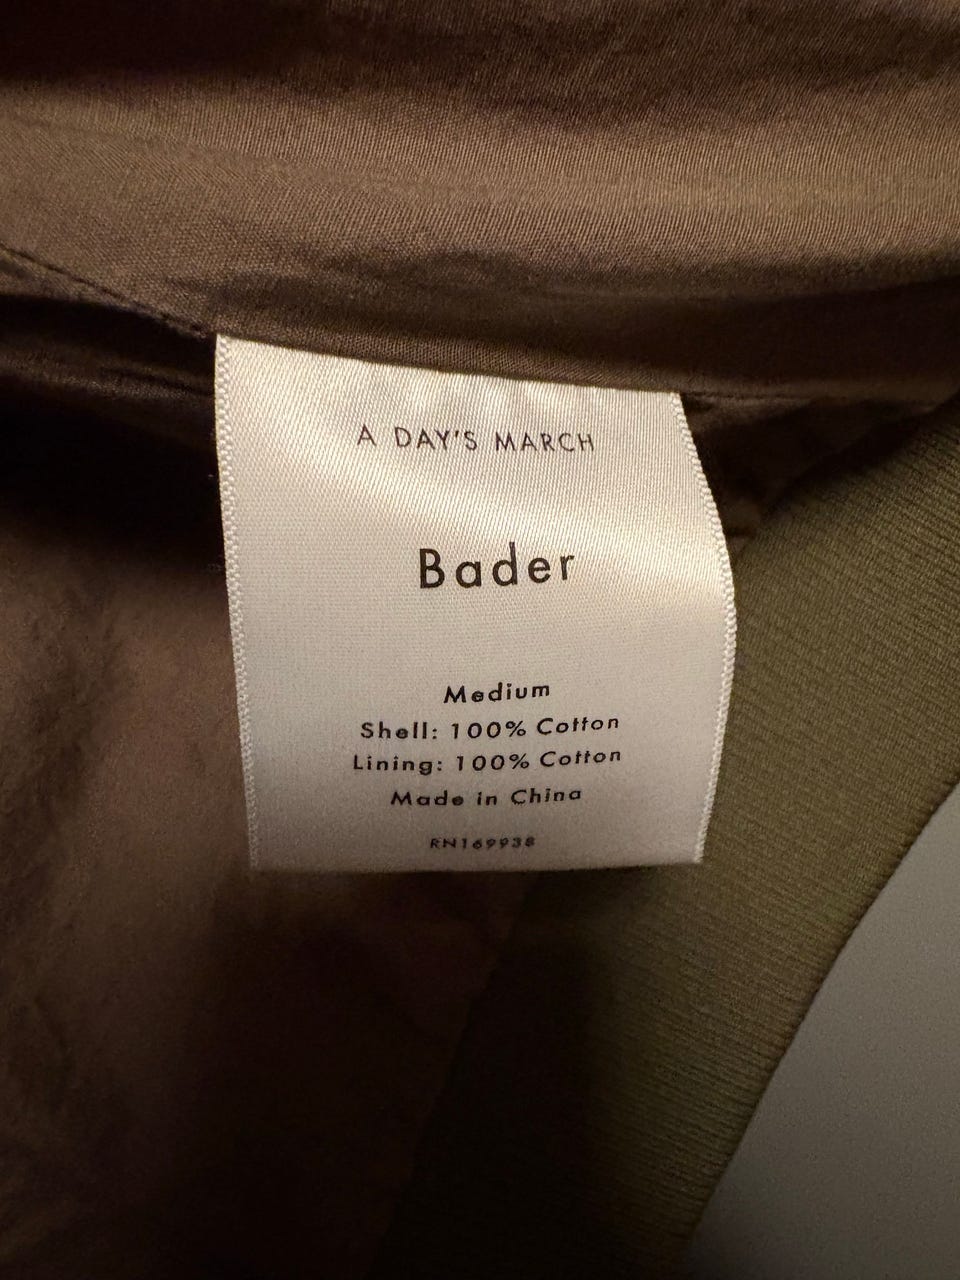 A DAY'S MARCH
Bader
Medium
Shell: 100% Cotton
Lining: 100% Cotton
Made in China
RN169938